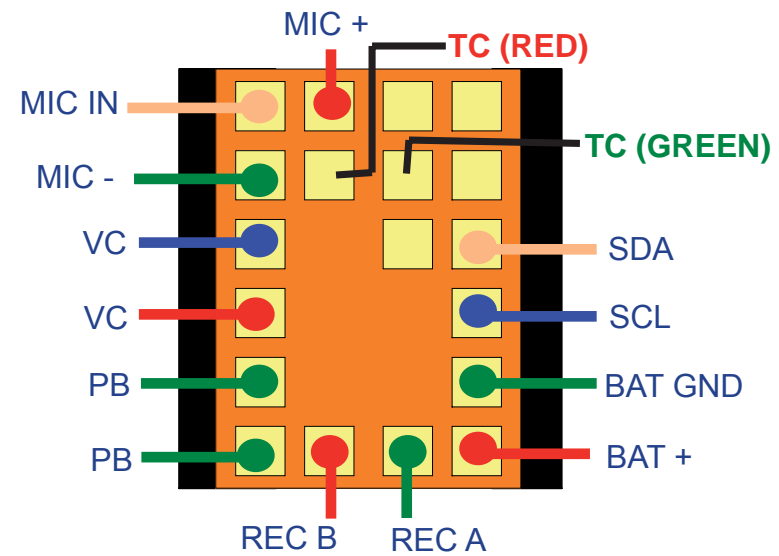 MIC +
TC (RED)
MIC IN
TC (GREEN)
MIC -
VC
SDA
VC
SCL
PB
BAT GND
PB
BAT +
REC B
REC A